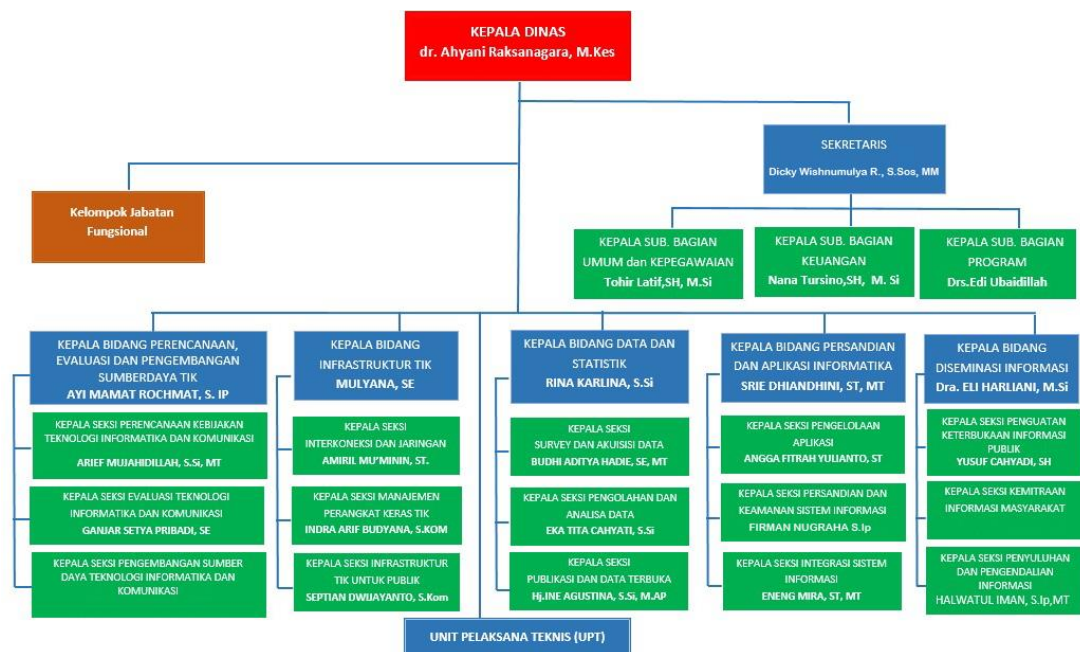 KEPALA DINAS
dr. Ahyani Raksanagara, M.Kes
SEKRETARIS
Dicky Wishnumulya R., S.Sos, MM
Kelompok Jabatan
Fungsional
KEPALA SUB. BAGIAN
UMUM dan KEPEGAWAIAN
Tohir Latif,SH, M.Si
KEPALA SUB. BAGIAN
KEUANGAN
Nana Tursino,SH, M. Si
KEPALA SUB. BAGIAN
PROGRAM
Drs.Edi Ubaidillah
KEPALA BIDANG PERENCANAAN,
EVALUASI DAN PENGEMBANGAN
SUMBERDAYA TIK
AYI MAMAT ROCHMAT, S. IP
KEPALA SEKSI PERENCANAAN KEBIJAKAN
TEKNOLOGI INFORMATIKA DAN KOMUNIKASI
ARIEF MUJAHIDILLAH, S.Si, MT
KEPALA SEKSI EVALUASI TEKNOLOGI
INFORMATIKA DAN KOMUNIKASI
GANJAR SETYA PRIBADI, SE
KEPALA SEKSI PENGEMBANGAN SUMBER
DAYA TEKNOLOGI INFORMATIKA DAN
KOMUNIKASI
KEPALA BIDANG
INFRASTRUKTUR TIK
MULYANA, SE
KEPALA SEKSI
INTERKONEKSI DAN JARINGAN
AMIRIL MU'MININ, ST.
KEPALA SEKSI MANAJEMEN
PERANGKAT KERAS TIK
INDRA ARIF BUDYANA, S.KOM
KEPALA SEKSI INFRASTRUKTUR
TIK UNTUK PUBLIK
SEPTIAN DWIJAYANTO, S.Kom
KEPALA BIDANG DATA DAN
STATISTIK
RINA KARLINA, S.Si
KEPALA SEKSI
SURVEY DAN AKUISISI DATA
BUDHI ADITYA HADIE, SE, MT
KEPALA SEKSI PENGOLAHAN DAN
ANALISA DATA
EKA TITA CAHYATI, S.Si
KEPALA SEKSI
PUBLIKASI DAN DATA TERBUKA
Hj.INE AGUSTINA, S.Si, M.AP
KEPALA BIDANG PERSANDIAN
DAN APLIKASI INFORMATIKA
SRIE DHIANDHINI, ST, MT
KEPALA SEKSI PENGELOLAAN
APLIKASI
ANGGA FITRAH YULIANTO, ST
KEPALA SEKSI PERSANDIAN DAN
KEAMANAN SISTEM INFORMASI
FIRMAN NUGRAHA S.Ip
KEPALA SEKSI INTEGRASI SISTEM
INFORMASI
ENENG MIRA, ST, MT
KEPALA BIDANG
DISEMINASI INFORMASI
Dra. ELI HARLIANI, M.Si
KEPALA SEKSI PENGUATAN
KETERBUKAAN INFORMASI
PUBLIK
YUSUF CAHYADI, SH
KEPALA SEKSI KEMITRAAN
INFORMASI MASYARAKAT
KEPALA SEKSI PENYULUHAN
DAN PENGENDALIAN
INFORMASI
HALWATUL IMAN, S.Ip,MT
UNIT PELAKSANA TEKNIS (UPT)